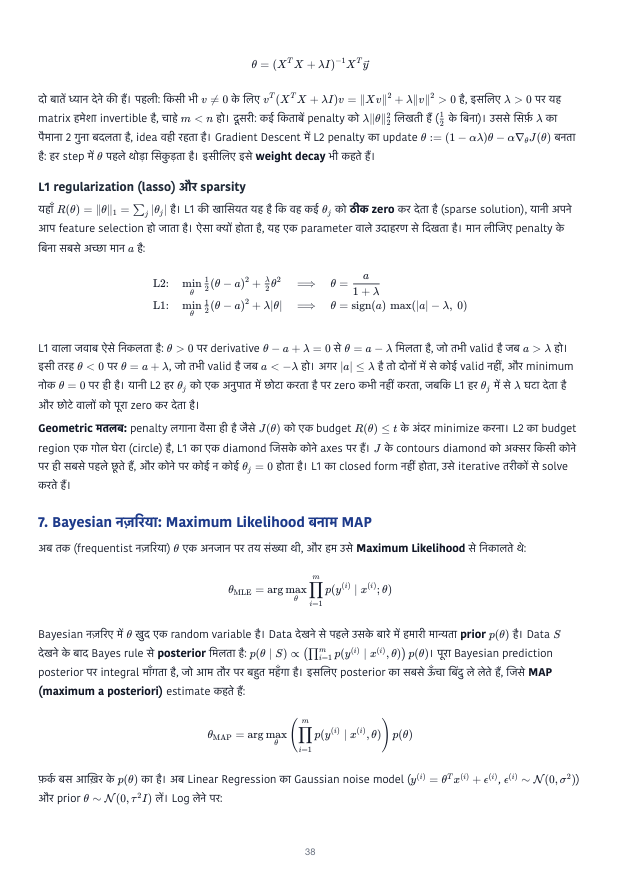 θ = (XᵀX + λI)⁻¹Xᵀy⃗
दो बातें ध्यान देने की हैं। पहली: किसी भी v ≠ 0 के लिए vᵀ(XᵀX + λI)v = ‖Xv‖² + λ‖v‖² > 0 है, इसलिए λ > 0 पर यह
matrix हमेशा invertible है, चाहे m < n हो। दूसरी: कई किताबें penalty को λ‖θ‖₂² लिखती हैं (½ के बिना)। उससे सिर्फ़ λ का
पैमाना 2 गुना बदलता है, idea वही रहता है। Gradient Descent में L2 penalty का update θ := (1 − αλ)θ − α∇_θJ(θ) बनता
है: हर step में θ पहले थोड़ा सिकुड़ता है। इसीलिए इसे weight decay भी कहते हैं।
L1 regularization (lasso) और sparsity
यहाँ R(θ) = ‖θ‖₁ = ∑_j |θ_j| है। L1 की खासियत यह है कि वह कई θ_j को ठीक zero कर देता है (sparse solution), यानी अपने
आप feature selection हो जाता है। ऐसा क्यों होता है, यह एक parameter वाले उदाहरण से दिखता है। मान लीजिए penalty के
बिना सबसे अच्छा मान a है:
L2: min_θ ½(θ − a)² + λ/2 θ² ⟹ θ = a/(1 + λ)
L1: min_θ ½(θ − a)² + λ|θ| ⟹ θ = sign(a) max(|a| − λ, 0)
L1 वाला जवाब ऐसे निकलता है: θ > 0 पर derivative θ − a + λ = 0 से θ = a − λ मिलता है, जो तभी valid है जब a > λ हो।
इसी तरह θ < 0 पर θ = a + λ, जो तभी valid है जब a < −λ हो। अगर |a| ≤ λ है तो दोनों में से कोई valid नहीं, और minimum
नोक θ = 0 पर ही है। यानी L2 हर θ_j को एक अनुपात में छोटा करता है पर zero कभी नहीं करता, जबकि L1 हर θ_j में से λ घटा देता है
और छोटे वालों को पूरा zero कर देता है।
Geometric मतलब: penalty लगाना वैसा ही है जैसे J(θ) को एक budget R(θ) ≤ t के अंदर minimize करना। L2 का budget
region एक गोल घेरा (circle) है, L1 का एक diamond जिसके कोने axes पर हैं। J के contours diamond को अक्सर किसी कोने
पर ही सबसे पहले छूते हैं, और कोने पर कोई न कोई θ_j = 0 होता है। L1 का closed form नहीं होता, उसे iterative तरीकों से solve
करते हैं।
7. Bayesian नज़रिया: Maximum Likelihood बनाम MAP
अब तक (frequentist नज़रिया) θ एक अनजान पर तय संख्या थी, और हम उसे Maximum Likelihood से निकालते थे:
θ_MLE = arg max_θ ∏_{i=1}^{m} p(y⁽ⁱ⁾ | x⁽ⁱ⁾; θ)
Bayesian नज़रिए में θ खुद एक random variable है। Data देखने से पहले उसके बारे में हमारी मान्यता prior p(θ) है। Data S
देखने के बाद Bayes rule से posterior मिलता है: p(θ | S) ∝ (∏_{i=1}^{m} p(y⁽ⁱ⁾ | x⁽ⁱ⁾, θ)) p(θ)। पूरा Bayesian prediction
posterior पर integral माँगता है, जो आम तौर पर बहुत महँगा है। इसलिए posterior का सबसे ऊँचा बिंदु ले लेते हैं, जिसे MAP
(maximum a posteriori) estimate कहते हैं:
θ_MAP = arg max_θ (∏_{i=1}^{m} p(y⁽ⁱ⁾ | x⁽ⁱ⁾, θ)) p(θ)
फ़र्क बस आख़िर के p(θ) का है। अब Linear Regression का Gaussian noise model (y⁽ⁱ⁾ = θᵀx⁽ⁱ⁾ + ϵ⁽ⁱ⁾, ϵ⁽ⁱ⁾ ∼ 𝒩(0, σ²))
और prior θ ∼ 𝒩(0, τ²I) लें। Log लेने पर:
38